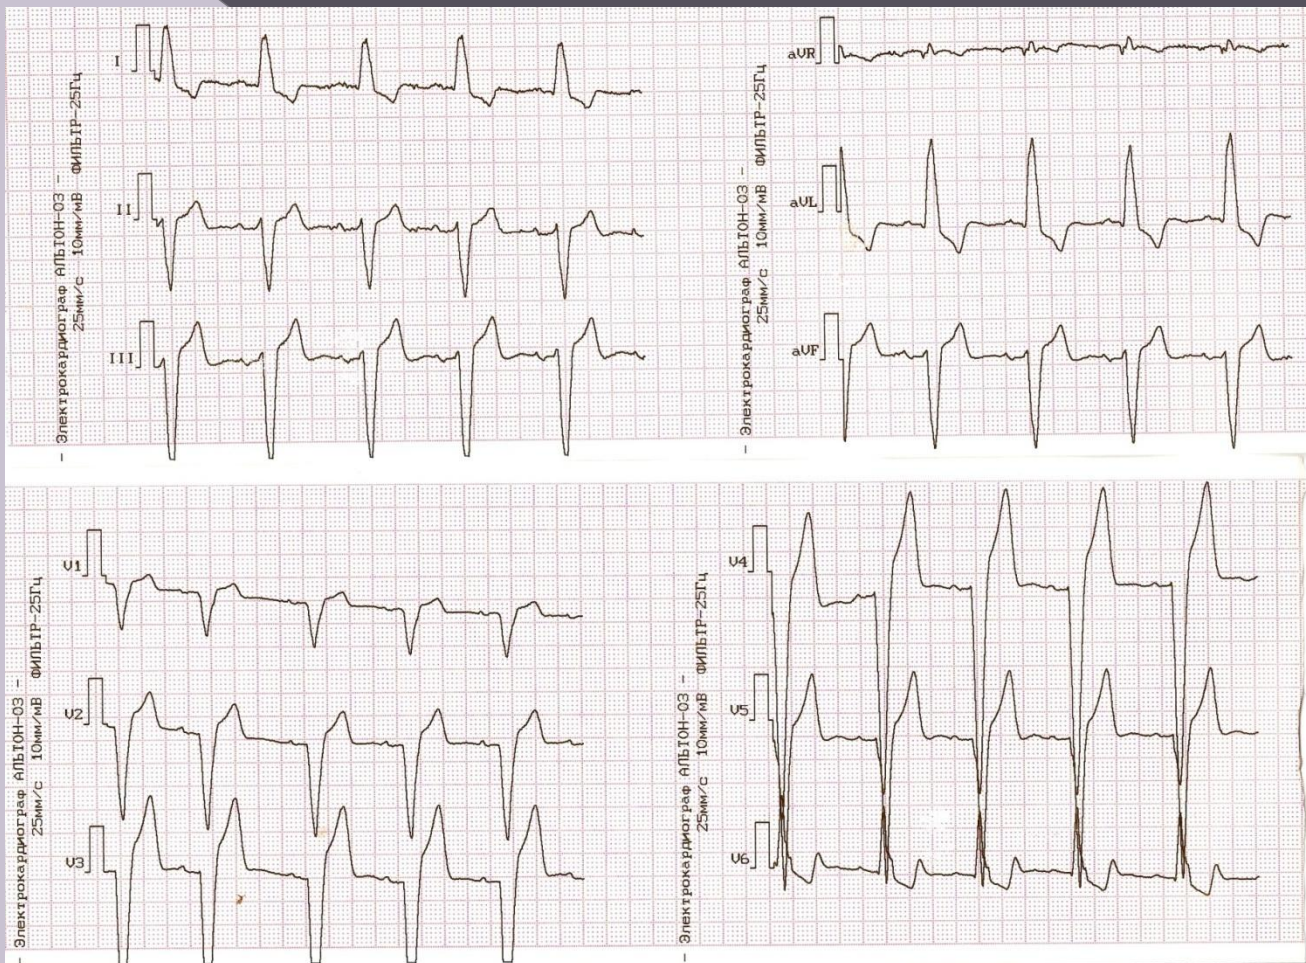 I
II
III
– Электрокардиограф АЛЬТОН-03 –
25мм/с 10мм/мВ ФИЛЬТР-25Гц
aVR
aVL
aVF
– Электрокардиограф АЛЬТОН-03 –
25мм/с 10мм/мВ ФИЛЬТР-25Гц
V1
V2
V3
– Электрокардиограф АЛЬТОН-03 –
25мм/с 10мм/мВ ФИЛЬТР-25Гц
V4
V5
V6
– Электрокардиограф АЛЬТОН-03 –
25мм/с 10мм/мВ ФИЛЬТР-25Гц